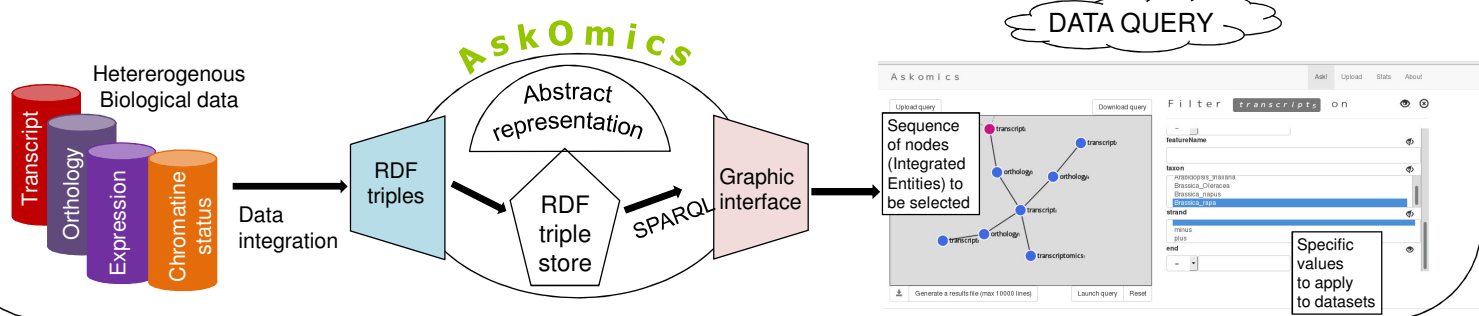 DATA QUERY
AskOmics
Hetererogenous
Biological data
Transcript
Orthology
Expression
Chromatine
status
Data
integration
RDF
triples
Abstract
representation
RDF
triple
store
SPARQL
Graphic
interface
Askomics
Ask!
Upload
Stats
About
Upload query
Download query
Sequence
of nodes
(Integrated
Entities) to
be selected
transcript
transcript
orthology
orthology
transcript
transcript
orthology
transcriptomics
Generate a results file (max 10000 lines)
Launch query
Reset
Filter transcripts on
=
featureName
taxon
Arabidopsis_thaliana
Brassica_Oleracea
Brassica_napus
Brassica_rapa
strand
minus
plus
end
=
Specific
values
to apply
to datasets